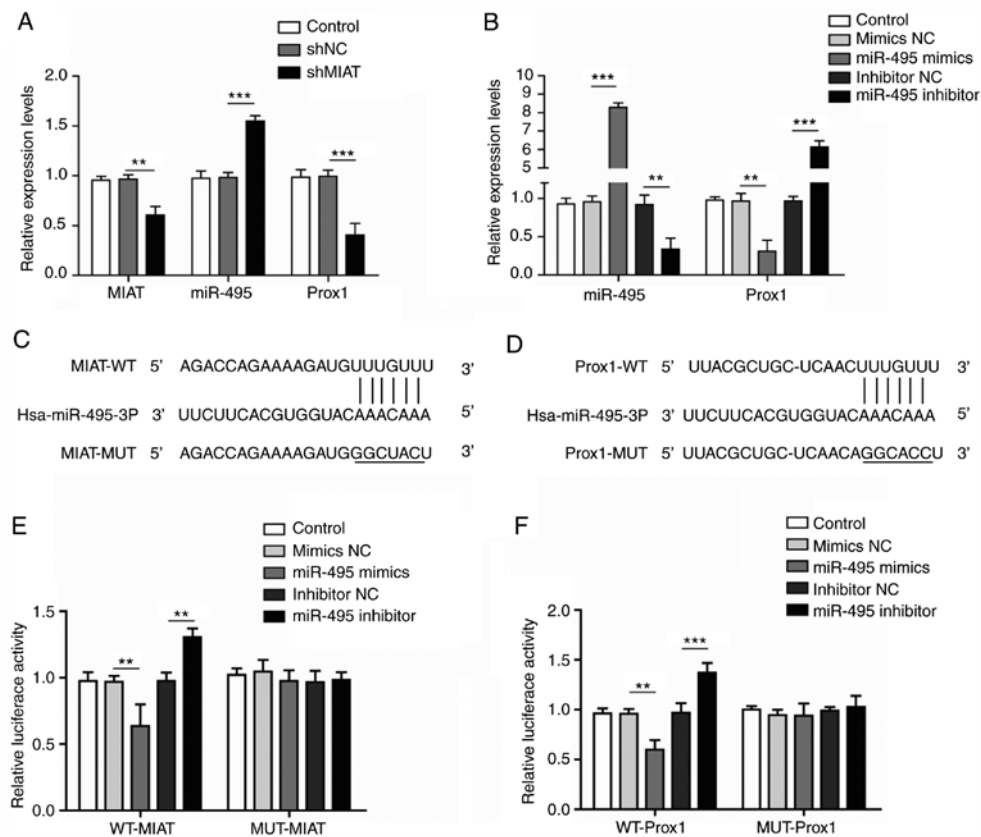 A
Control
shNC
shMIAT
Relative expression levels
2.0
1.5
1.0
0.5
0.0
**
***
***
MIAT miR-495 Prox1
B
Control
Mimics NC
miR-495 mimics
Inhibitor NC
miR-495 inhibitor
Relative expression levels
10
8
6
4
2
1.0
0.5
0.0
***
**
**
***
miR-495 Prox1
C
MIAT-WT 5’ AGACCAGAAAAGAUGUUUGUUU 3’
Hsa-miR-495-3P 3’ UUCUUCACGUGGUACAAACAAA 5’
MIAT-MUT 5’ AGACCAGAAAAGAUGGGCUACU 3’
D
Prox1-WT 5’ UUACGCUGC-UCAACUUUGUUU 3’
Hsa-miR-495-3P 3’ UUCUUCACGUGGUACAAACAAA 5’
Prox1-MUT 5’ UUACGCUGC-UCAACAGGCACCU 3’
E
Control
Mimics NC
miR-495 mimics
Inhibitor NC
miR-495 inhibitor
Relative luciferace activity
1.5
1.0
0.5
0.0
**
**
WT-MIAT MUT-MIAT
F
Control
Mimics NC
miR-495 mimics
Inhibitor NC
miR-495 inhibitor
Relative luciferace activity
2.0
1.5
1.0
0.5
0.0
**
***
WT-Prox1 MUT-Prox1